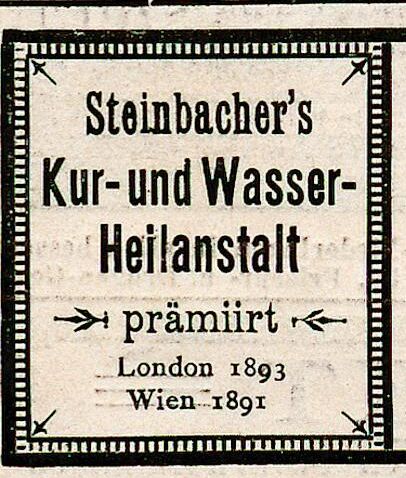 Steinbacher's
Kur- und Wasser-
Heilanstalt
prämiirt
London 1893
Wien 1891